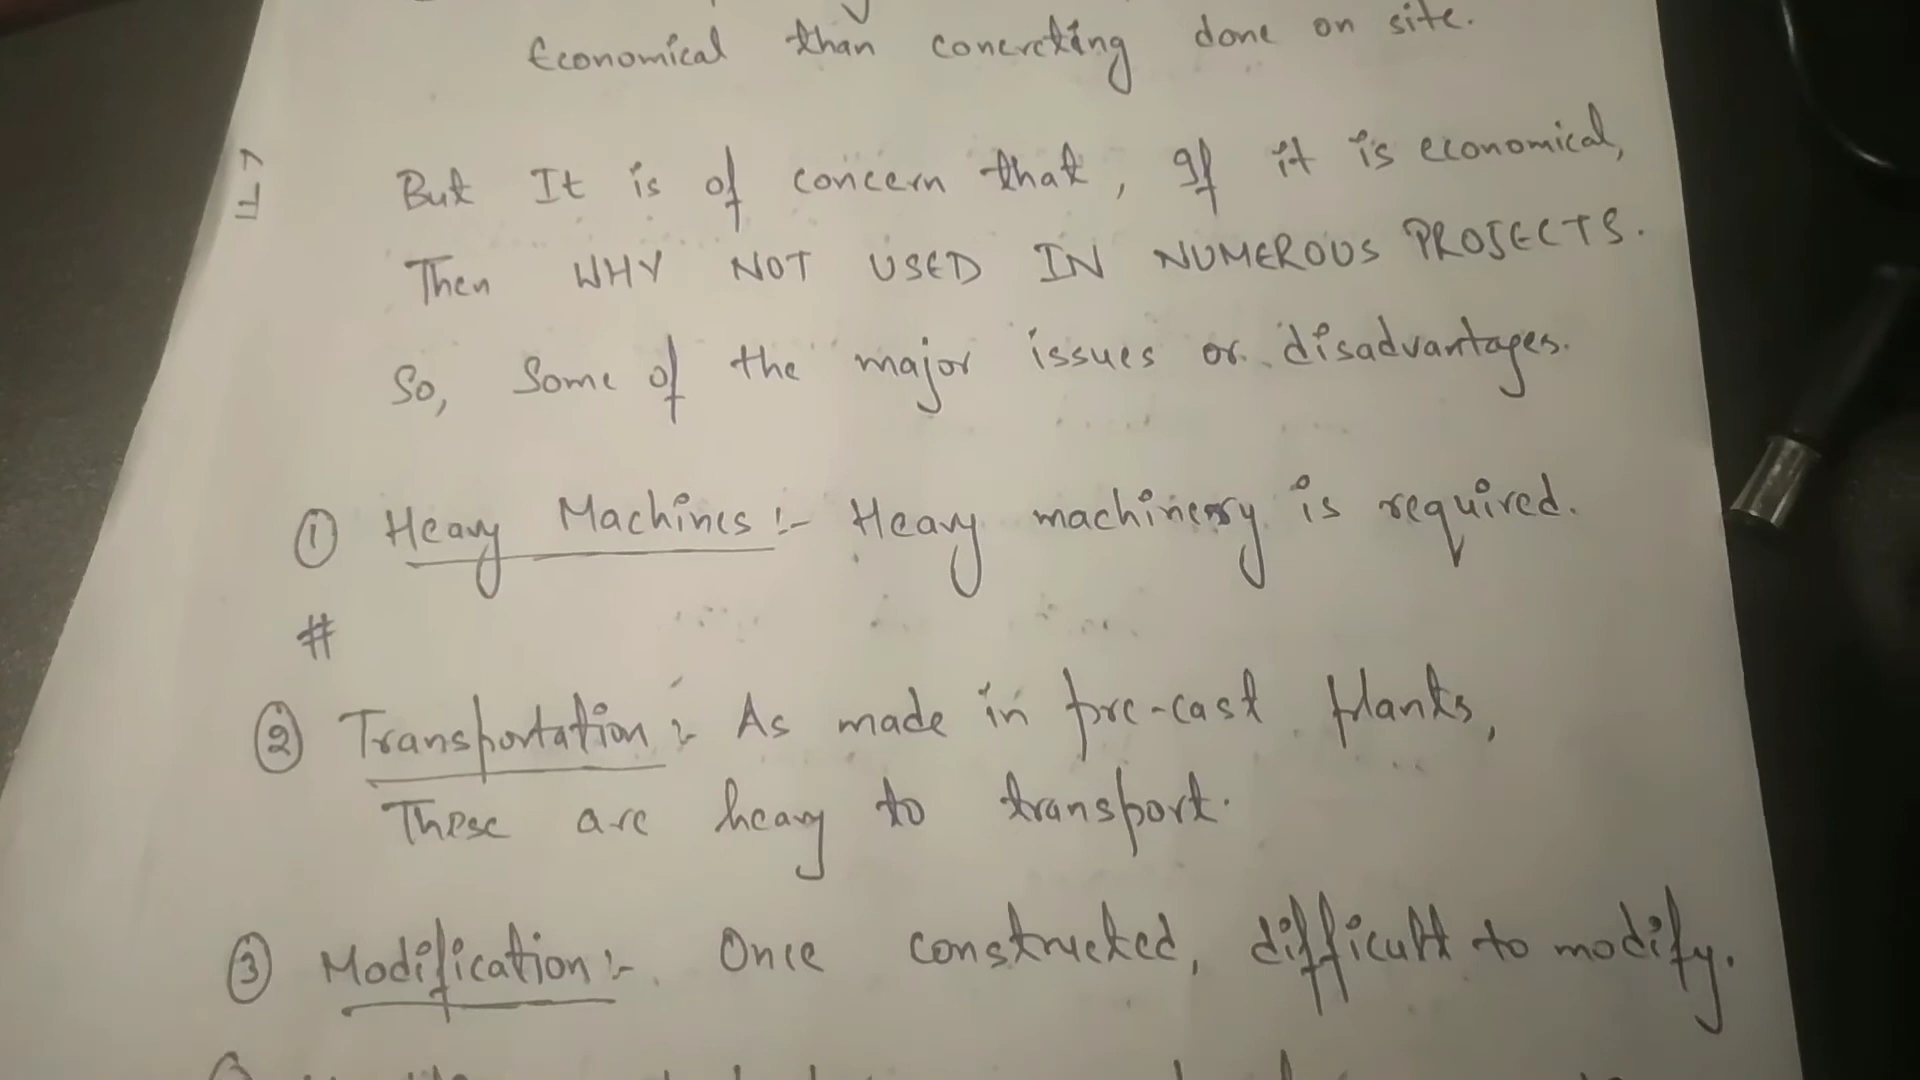 Economical than concreting done on site.
But It is of concern that, If it is economical,
Then WHY NOT USED IN NUMEROUS PROJECTS.
So, Some of the major issues or disadvantages.
① Heavy Machines :- Heavy machinery is required.
#
② Transportation :- As made in pre-cast plants,
These are heavy to transport.
③ Modification :- Once constructed, difficult to modify.